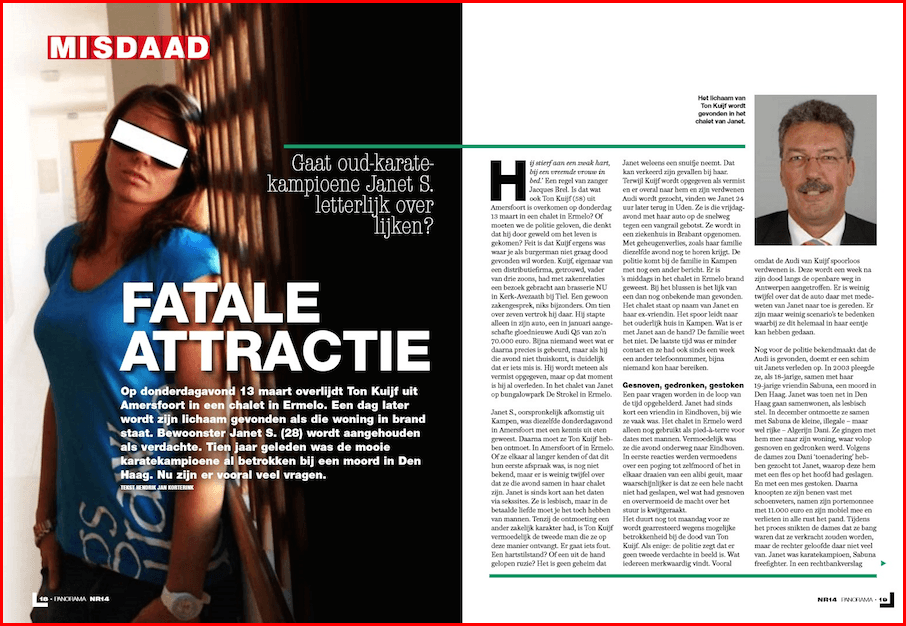 MISDAAD
Gaat oud-karate-
kampioene Janet S.
letterlijk over
lijken?
FATALE
ATTRACTIE
Op donderdagavond 13 maart overlijdt Ton Kuijf uit
Amersfoort in een chalet in Ermelo. Een dag later
wordt zijn lichaam gevonden als die woning in brand
staat. Bewoonster Janet S. (28) wordt aangehouden
als verdachte. Tien jaar geleden was de mooie
karatekampioene al betrokken bij een moord in Den
Haag. Nu zijn er vooral veel vragen.
TEKST HENDRIK JAN KORTERINK
18 - PANORAMA NR14
Het lichaam van
Ton Kuijf wordt
gevonden in het
chalet van Janet.
Hij stierf aan een zwak hart,
bij een vreemde vrouw in
bed.' Een regel van zanger
Jacques Brel. Is dat wat
ook Ton Kuijf (58) uit
Amersfoort is overkomen op donderdag
13 maart in een chalet in Ermelo? Of
moeten we de politie geloven, die denkt
dat hij door geweld om het leven is
gekomen? Feit is dat Kuijf ergens was
waar je als burgerman niet graag dood
gevonden wil worden. Kuijf, eigenaar van
een distributiefirma, getrouwd, vader
van drie zoons, had met zakenrelaties
een bezoek gebracht aan brasserie NU
in Kerk-Avezaath bij Tiel. Een gewoon
zakengesprek, niks bijzonders. Om tien
over zeven vertrok hij daar. Hij stapte
alleen in zijn auto, een in januari aange-
schafte gloednieuwe Audi Q5 van zo'n
70.000 euro. Bijna niemand weet wat er
daarna precies is gebeurd, maar als hij
die avond niet thuiskomt, is duidelijk
dat er iets mis is. Hij wordt meteen als
vermist opgegeven, maar op dat moment
is hij al overleden. In het chalet van Janet
op bungalowpark De Strokel in Ermelo.
Janet S., oorspronkelijk afkomstig uit
Kampen, was diezelfde donderdagavond
in Amersfoort met een kennis uit eten
geweest. Daarna moet ze Ton Kuijf heb-
ben ontmoet. In Amersfoort of in Ermelo.
Of ze elkaar al langer kenden of dat dit
hun eerste afspraak was, is nog niet
bekend, maar er is weinig twijfel over
dat ze die avond samen in haar chalet
zijn. Janet is sinds kort aan het daten
via sekssites. Ze is lesbisch, maar in de
betaalde liefde moet je het toch hebben
van mannen. Tenzij de ontmoeting een
ander zakelijk karakter had, is Ton Kuijf
vermoedelijk de tweede man die ze op
deze manier ontvangt. Er gaat iets fout.
Een hartstilstand? Of een uit de hand
gelopen ruzie? Het is geen geheim dat
Janet weleens een snuifje neemt. Dat
kan verkeerd zijn gevallen bij haar.
Terwijl Kuijf wordt opgegeven als vermist
en er overal naar hem en zijn verdwenen
Audi wordt gezocht, vinden we Janet 24
uur later terug in Uden. Ze is die vrijdag-
avond met haar auto op de snelweg
tegen een vangrail gebotst. Ze wordt in
een ziekenhuis in Brabant opgenomen.
Met geheugenverlies, zoals haar familie
diezelfde avond nog te horen krijgt. De
politie komt bij de familie in Kampen
met nog een ander bericht. Er is
's middags in het chalet in Ermelo brand
geweest. Bij het blussen is het lijk van
een dan nog onbekende man gevonden.
Het chalet staat op naam van Janet en
haar ex-vriendin. Het spoor leidt naar
het ouderlijk huis in Kampen. Wat is er
met Janet aan de hand? De familie weet
het niet. De laatste tijd was er minder
contact en ze had ook sinds een week
een ander telefoonnummer, bijna
niemand kon haar bereiken.
Gesnoven, gedronken, gestoken
Een paar vragen worden in de loop van
de tijd opgehelderd. Janet had sinds
kort een vriendin in Eindhoven, bij wie
ze vaak was. Het chalet in Ermelo werd
alleen nog gebruikt als pied-à-terre voor
dates met mannen. Vermoedelijk was
ze die avond onderweg naar Eindhoven.
In eerste reacties werden vermoedens
over een poging tot zelfmoord of het in
elkaar draaien van een alibi geuit, maar
waarschijnlijker is dat ze een hele nacht
niet had geslapen, wel wat had gesnoven
en oververmoeid de macht over het
stuur is kwijtgeraakt.
Het duurt nog tot maandag voor ze
wordt gearresteerd wegens mogelijke
betrokkenheid bij de dood van Ton
Kuijf. Als enige: de politie zegt dat er
geen tweede verdachte in beeld is. Wat
iedereen merkwaardig vindt. Vooral
omdat de Audi van Kuijf spoorloos
verdwenen is. Deze wordt een week na
zijn dood langs de openbare weg in
Antwerpen aangetroffen. Er is weinig
twijfel over dat de auto daar met mede-
weten van Janet naar toe is gereden. Er
zijn maar weinig scenario's te bedenken
waarbij ze dit helemaal in haar eentje
kan hebben gedaan.
Nog voor de politie bekendmaakt dat de
Audi is gevonden, doemt er een schim
uit Janets verleden op. In 2003 pleegde
ze, als 18-jarige, samen met haar
19-jarige vriendin Sabuna, een moord in
Den Haag. Janet was toen net in Den
Haag gaan samenwonen, als lesbisch
stel. In december ontmoette ze samen
met Sabuna de kleine, illegale – maar
wel rijke – Algerijn Dani. Ze gingen met
hem mee naar zijn woning, waar volop
gesnoven en gedronken werd. Volgens
de dames zou Dani 'toenadering' heb-
ben gezocht tot Janet, waarop deze hem
met een fles op het hoofd had geslagen.
En met een mes gestoken. Daarna
knoopten ze zijn benen vast met
schoenveters, namen zijn portemonnee
met 11.000 euro en zijn mobiel mee en
verlieten in alle rust het pand. Tijdens
het proces snikten de dames dat ze bang
waren dat ze verkracht zouden worden,
maar de rechter geloofde daar niet veel
van. Janet was karatekampioen, Sabuna
freefighter. In een rechtbankverslag
NR14 PANORAMA - 19